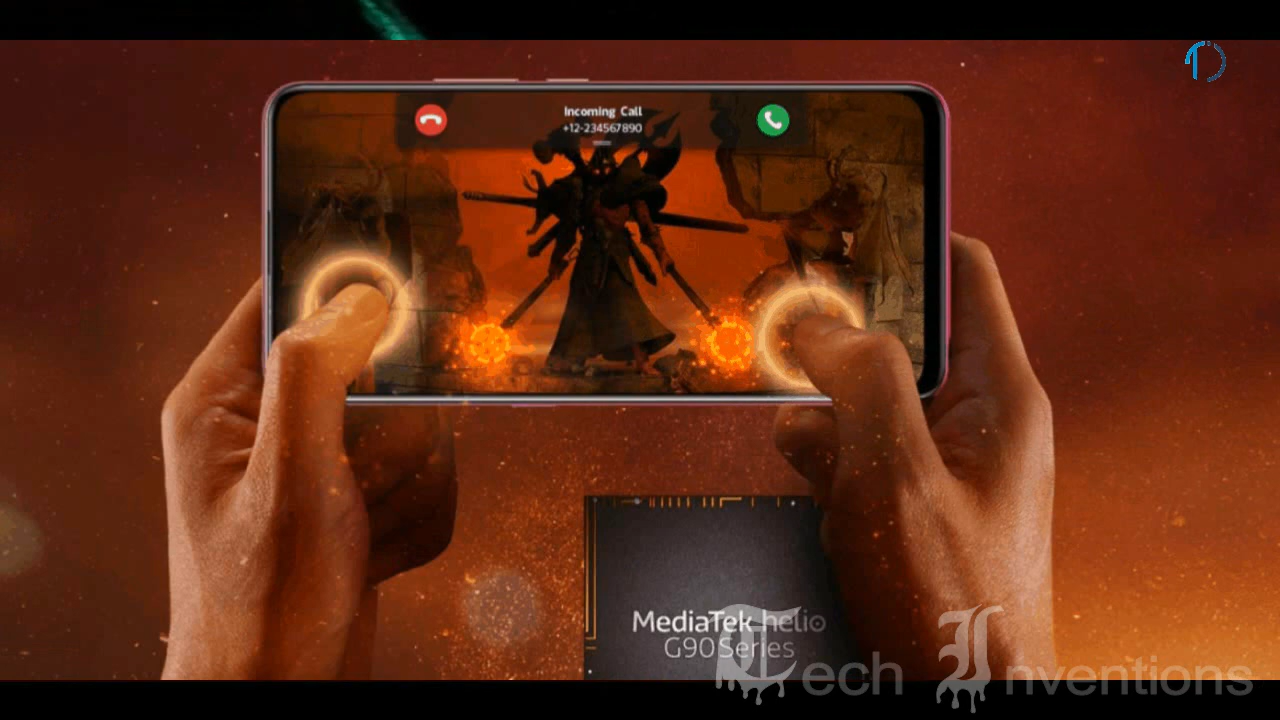 Incoming Call
+12-234567890
MediaTek helio
G90 Series
Tech Inventions